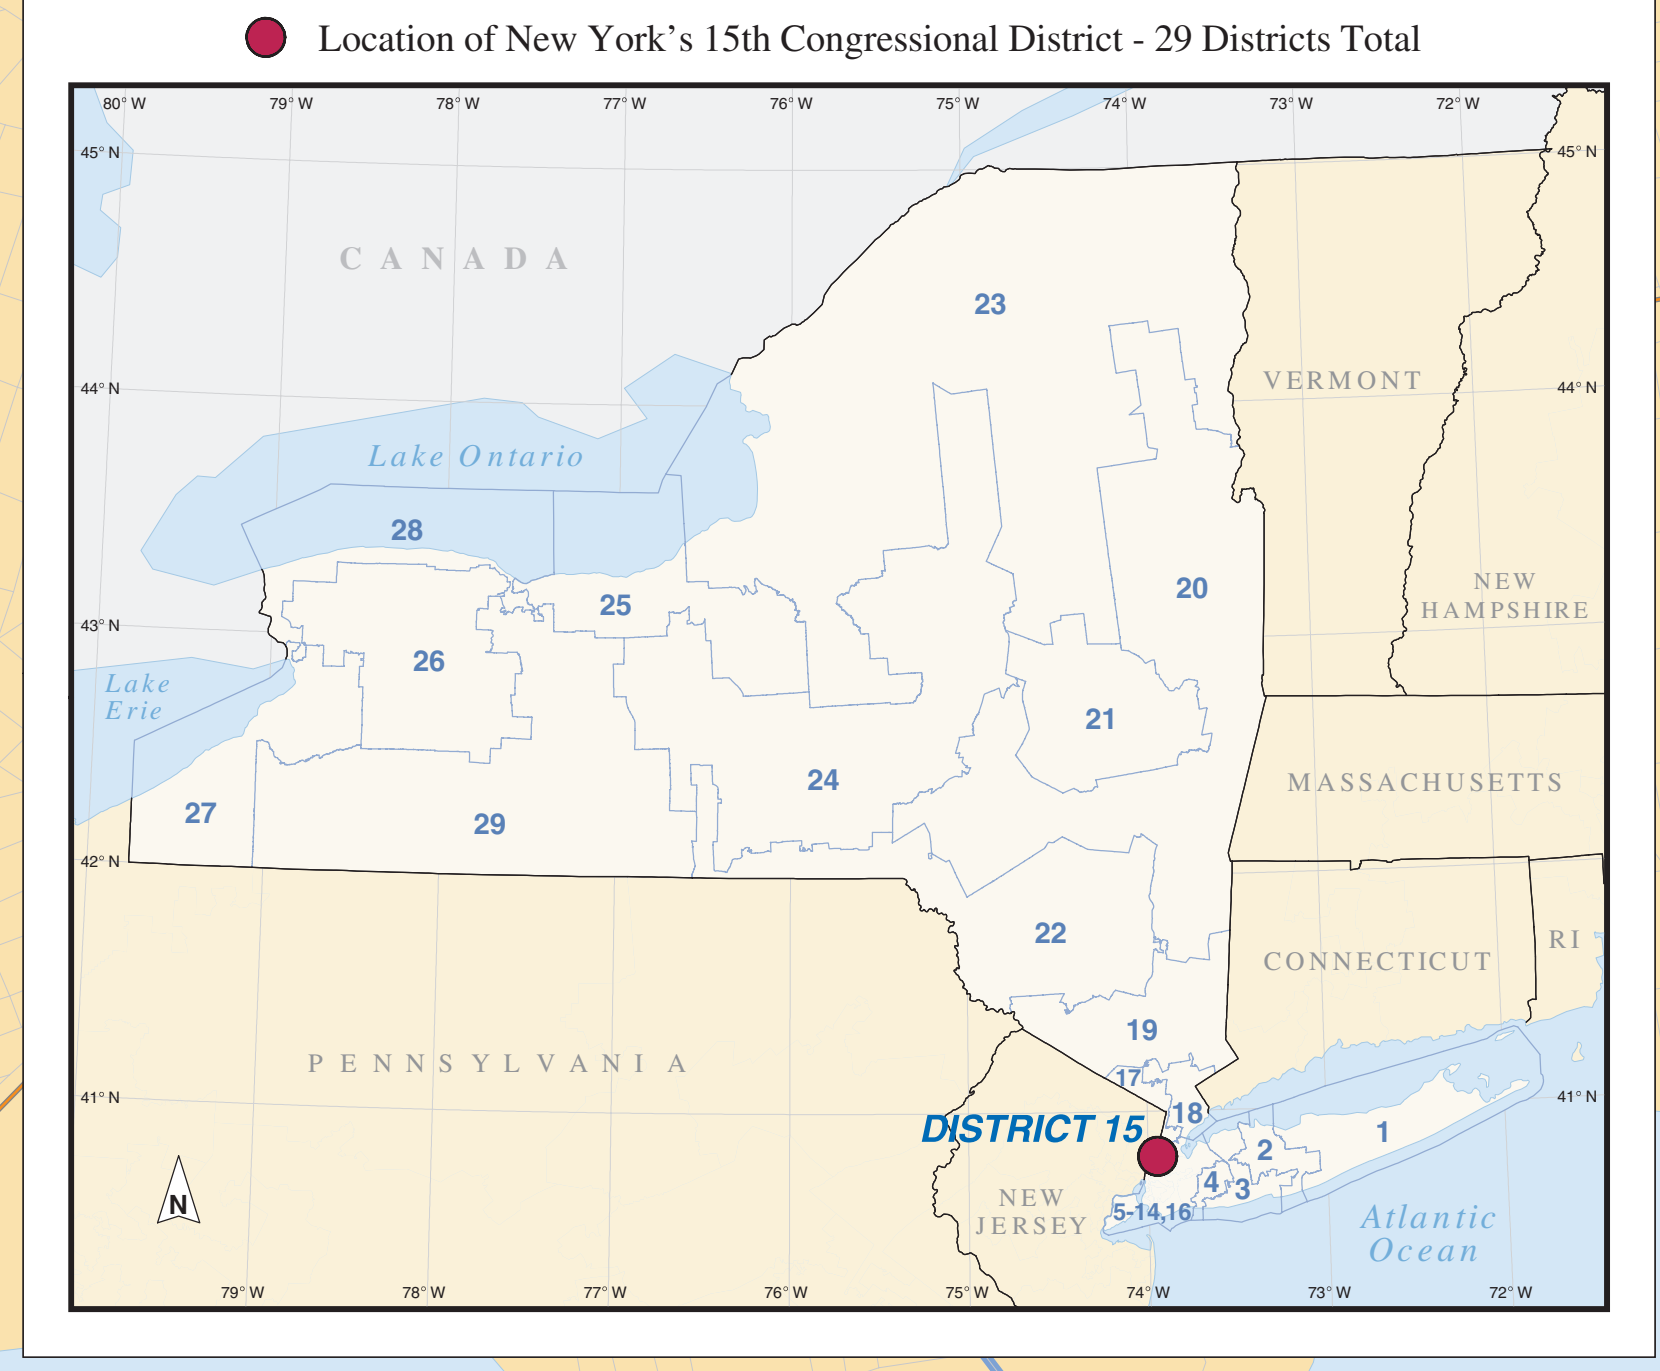 Location of New York’s 15th Congressional District - 29 Districts Total
80° W 79° W 78° W 77° W 76° W 75° W 74° W 73° W 72° W
45° N 45° N
CANADA
23
44° N VERMONT 44° N
Lake Ontario
28
NEW
HAMPSHIRE
20
25
43° N
26
Lake
Erie
21
MASSACHUSETTS
24
27
29
42° N
22
RI
CONNECTICUT
19
PENNSYLVANIA
17
41° N 41° N
18
DISTRICT 15
1
2
4
3
N
NEW
JERSEY
5-14,16
Atlantic
Ocean
79° W 78° W 77° W 76° W 75° W 74° W 73° W 72° W